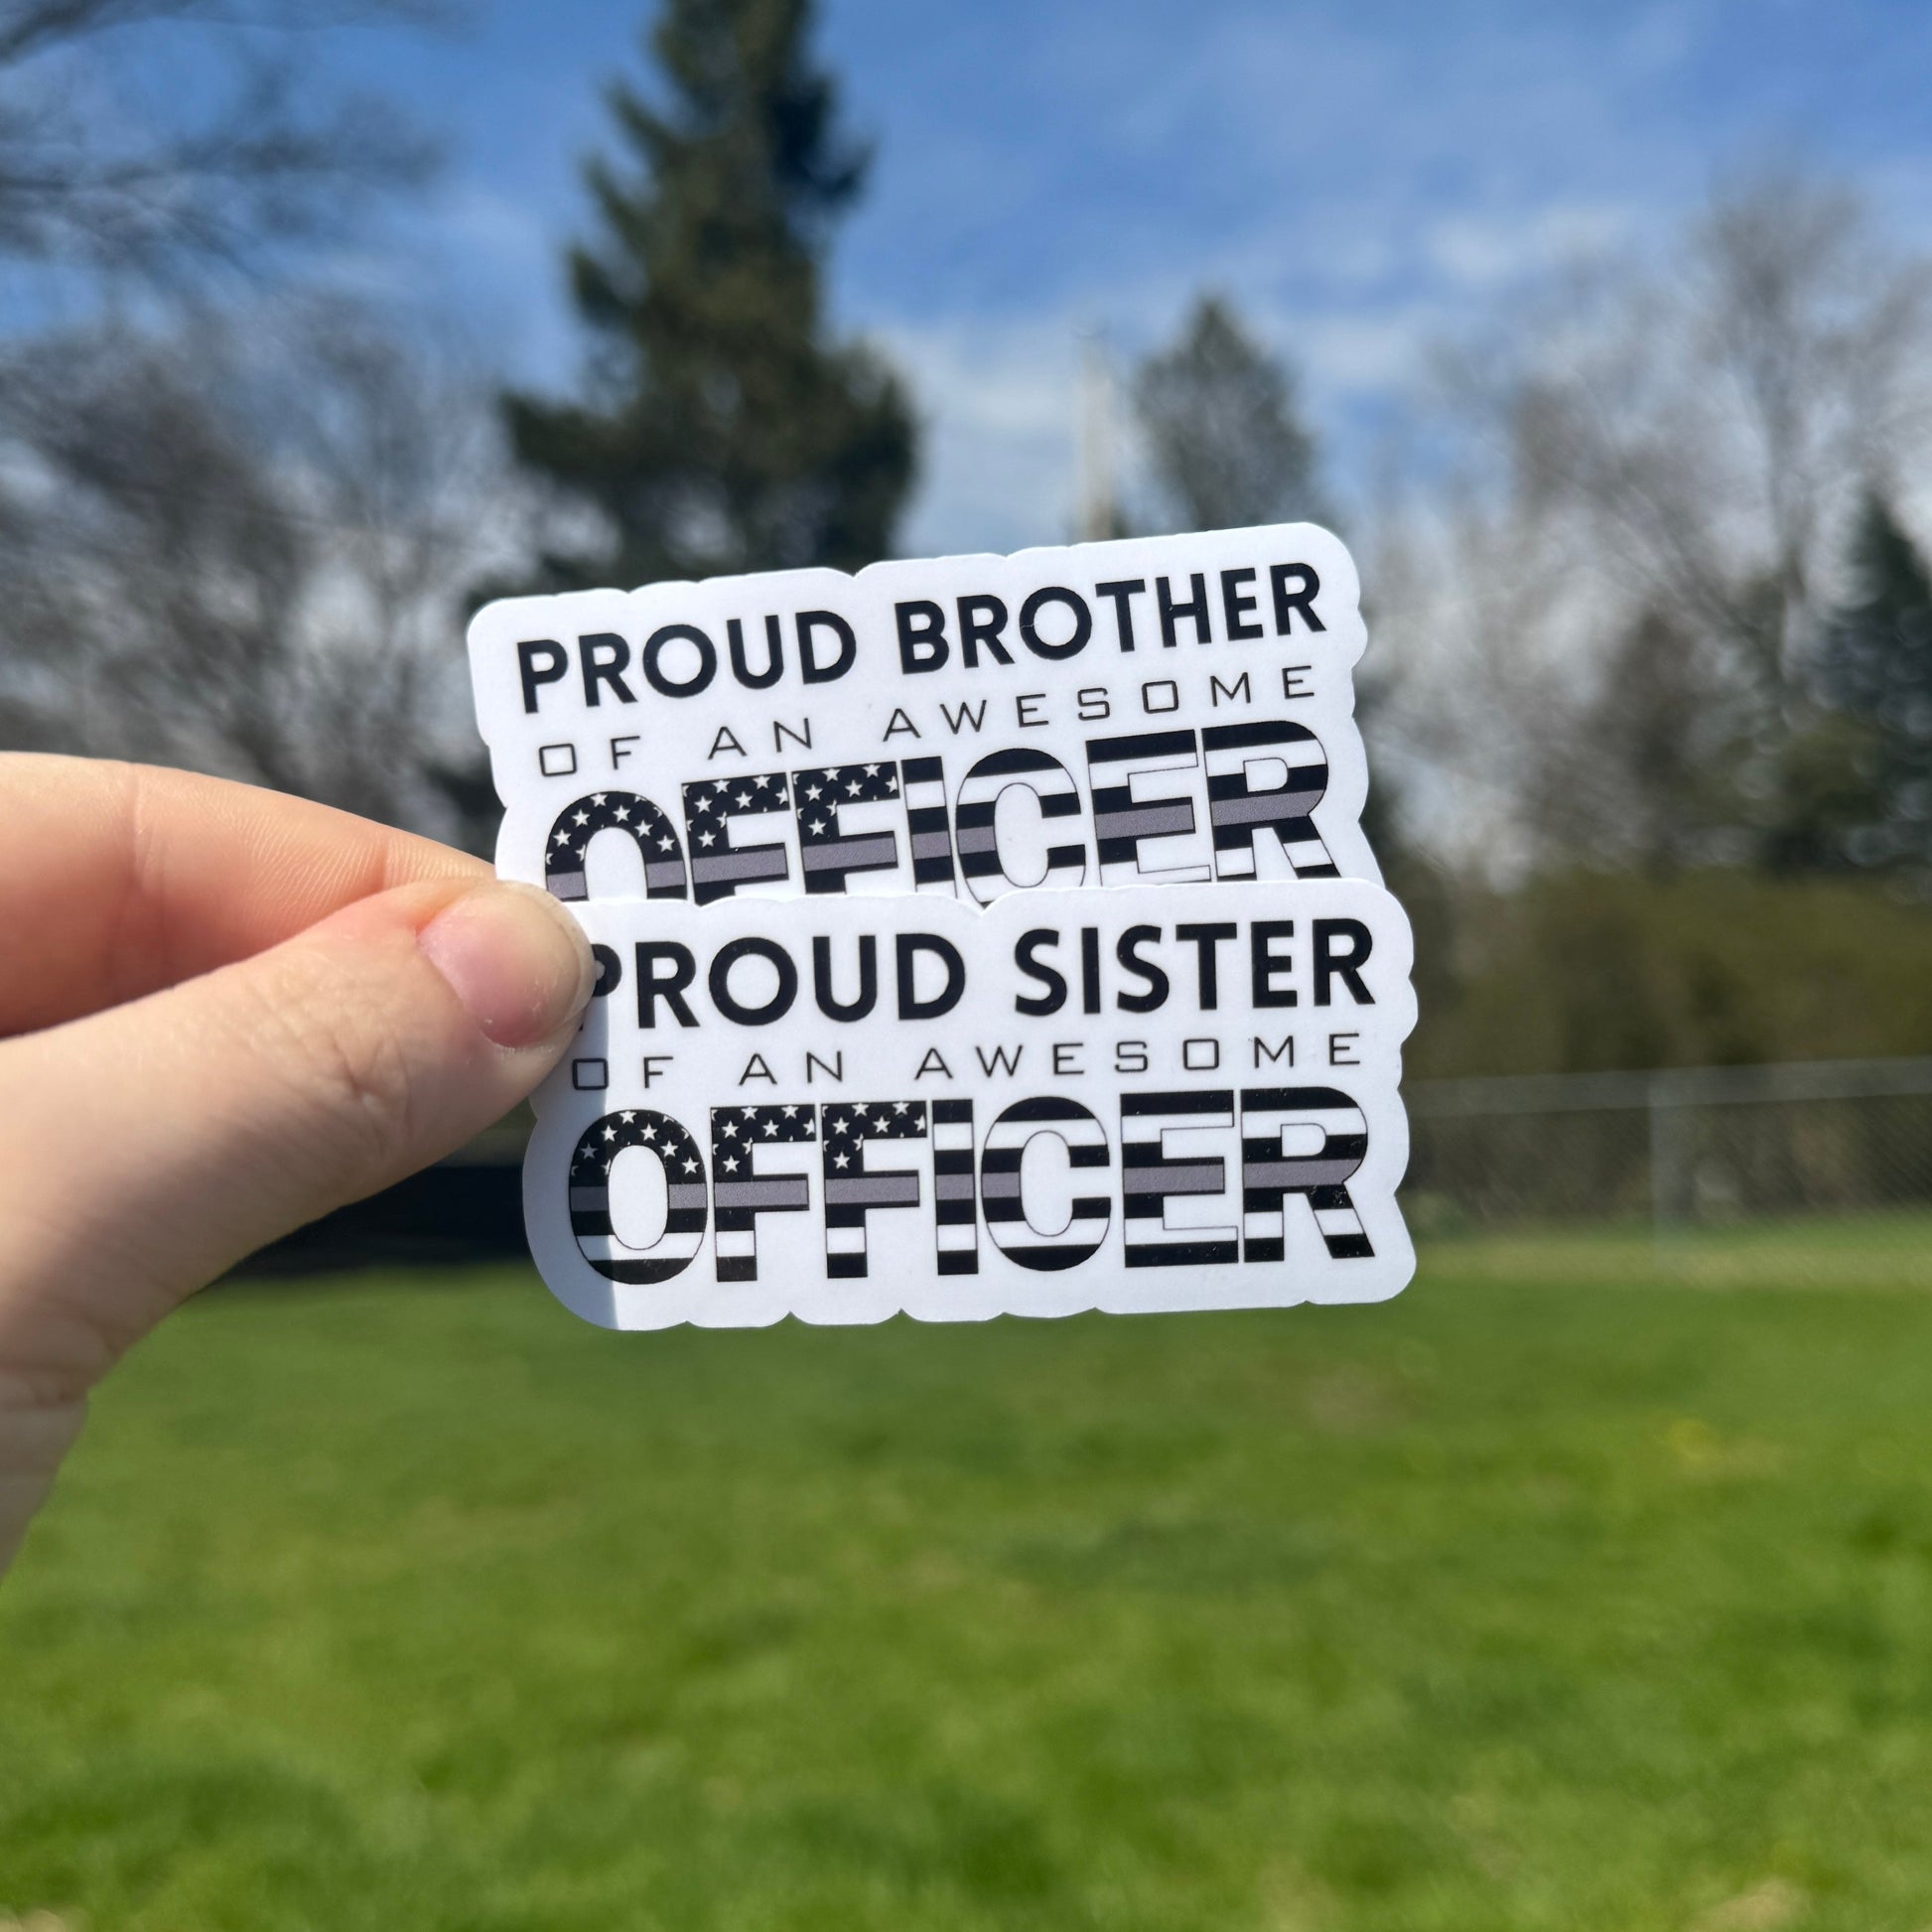 PROUD BROTHER
OF AN AWESOME
OFFICER
PROUD SISTER
OF AN AWESOME
OFFICER